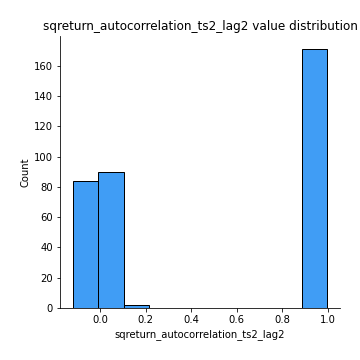 sqreturn_autocorrelation_ts2_lag2 value distribution
160
140
120
100
80
60
40
20
0
Count
0.0 0.2 0.4 0.6 0.8 1.0
sqreturn_autocorrelation_ts2_lag2